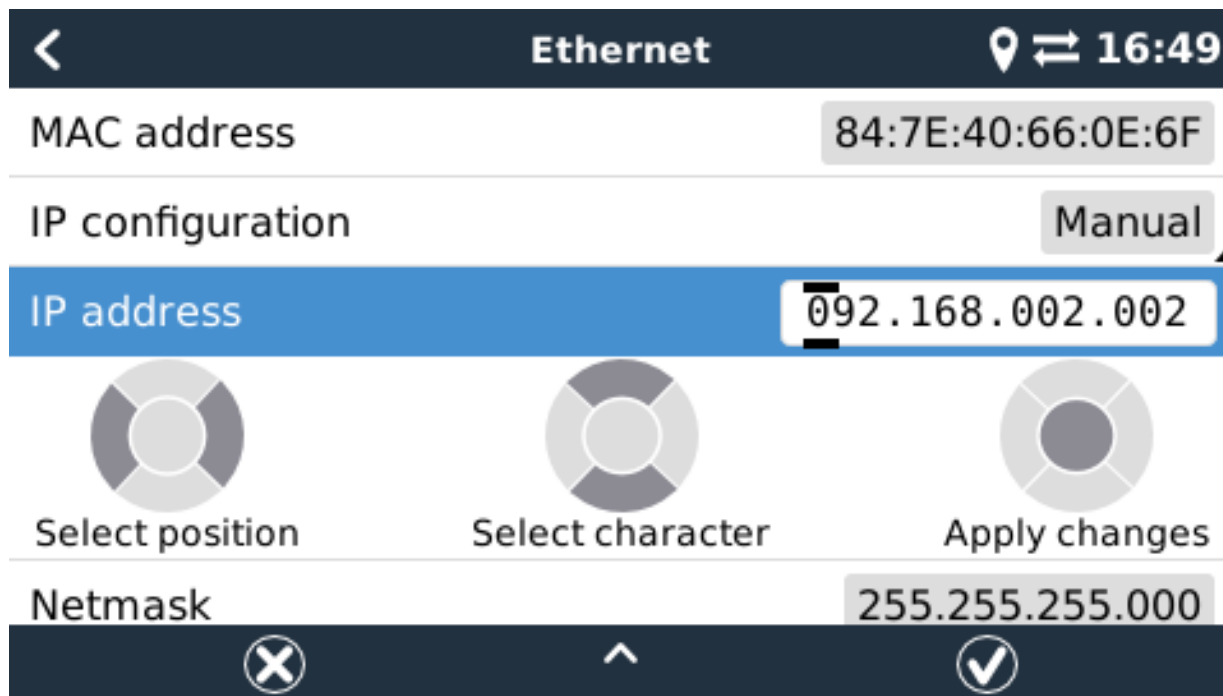 Ethernet 16:49
MAC address 84:7E:40:66:0E:6F
IP configuration Manual
IP address 092.168.002.002
Select position Select character Apply changes
Netmask 255.255.255.000